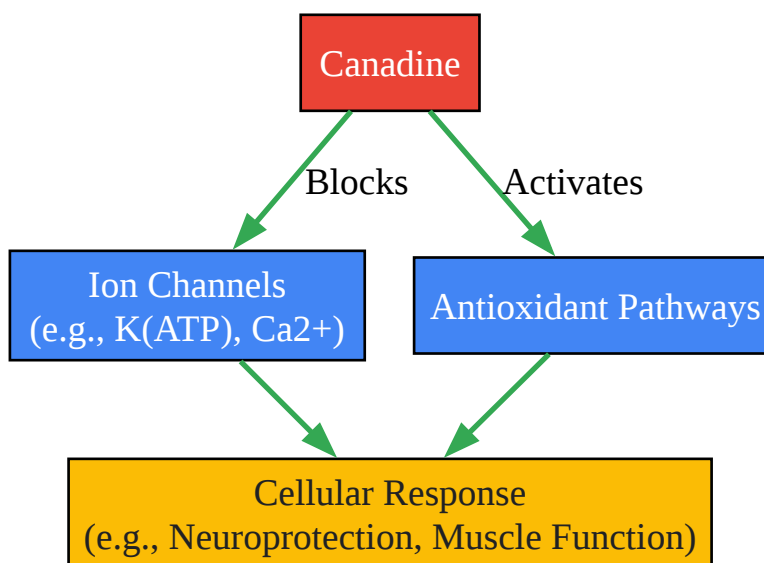 Canadine
Blocks
Activates
Ion Channels
(e.g., K(ATP), Ca2+)
Antioxidant Pathways
Cellular Response
(e.g., Neuroprotection, Muscle Function)